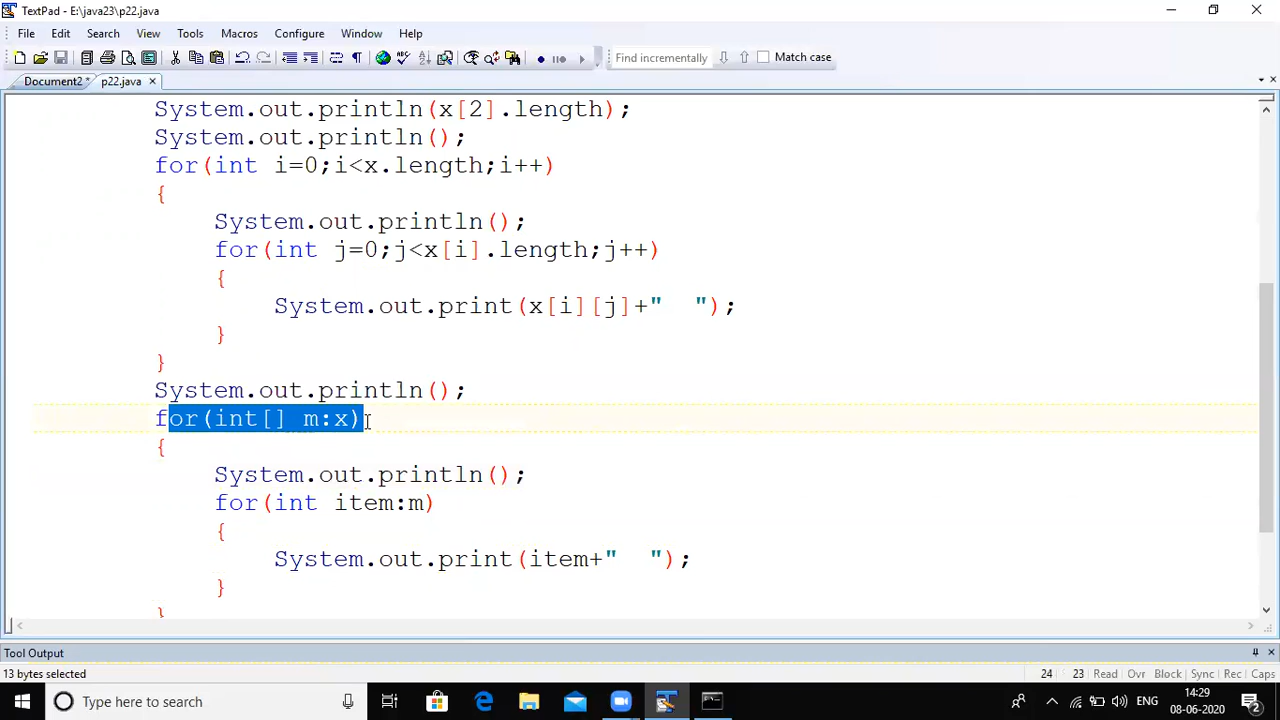 TextPad - E:\java23\p22.java
File Edit Search View Tools Macros Configure Window Help
Find incrementally Match case
Document2 * p22.java
System.out.println(x[2].length);
System.out.println();
for(int i=0;i<x.length;i++)
{
System.out.println();
for(int j=0;j<x[i].length;j++)
{
System.out.print(x[i][j]+"  ");
}
}
System.out.println();
for(int[] m:x)
{
System.out.println();
for(int item:m)
{
System.out.print(item+"  ");
}
}
Tool Output
13 bytes selected 24 23 Read Ovr Block Sync Rec Caps
Type here to search ENG 14:29
08-06-2020 2